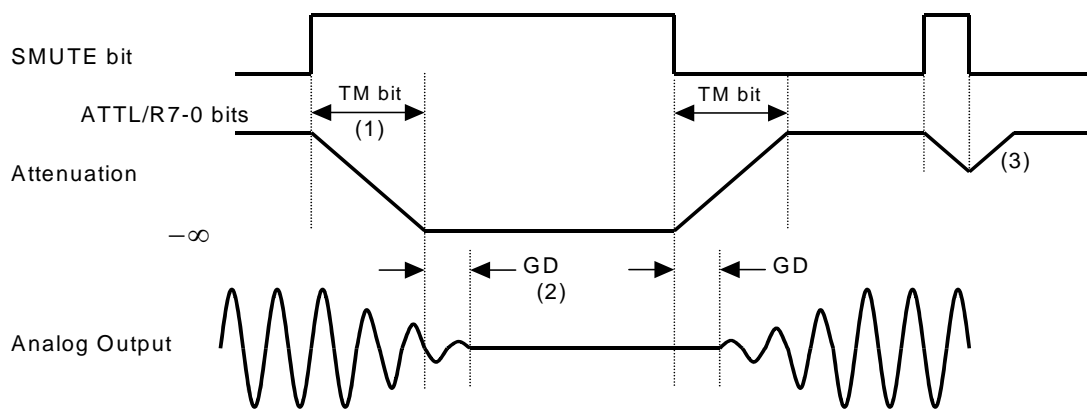 SMUTE bit
ATTL/R7-0 bits
TM bit
(1)
TM bit
Attenuation
(3)
−∞
GD
(2)
GD
Analog Output